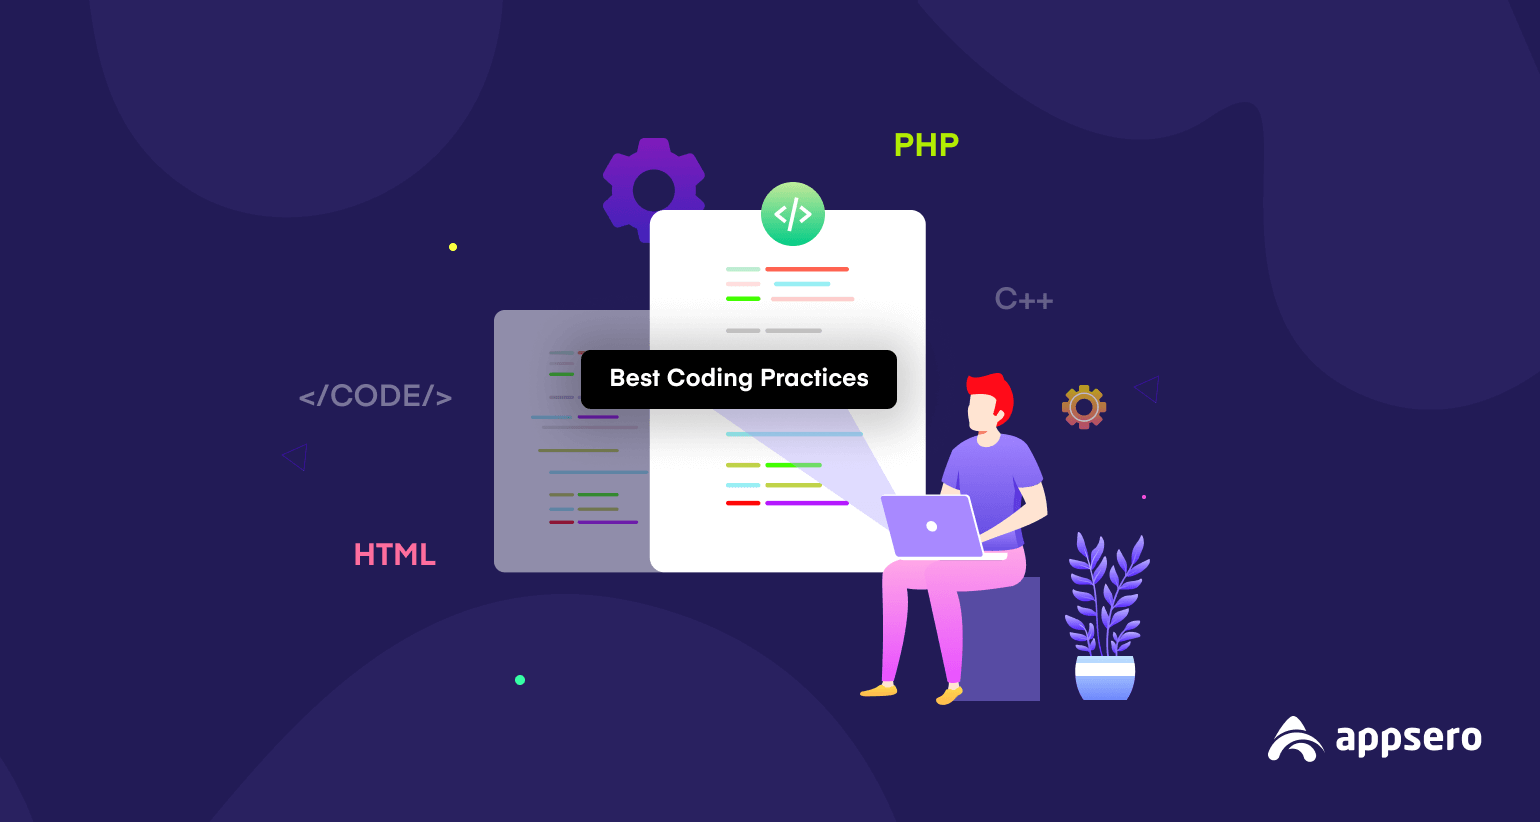 PHP
</>
C++
Best Coding Practices
</CODE/>
HTML
appsero